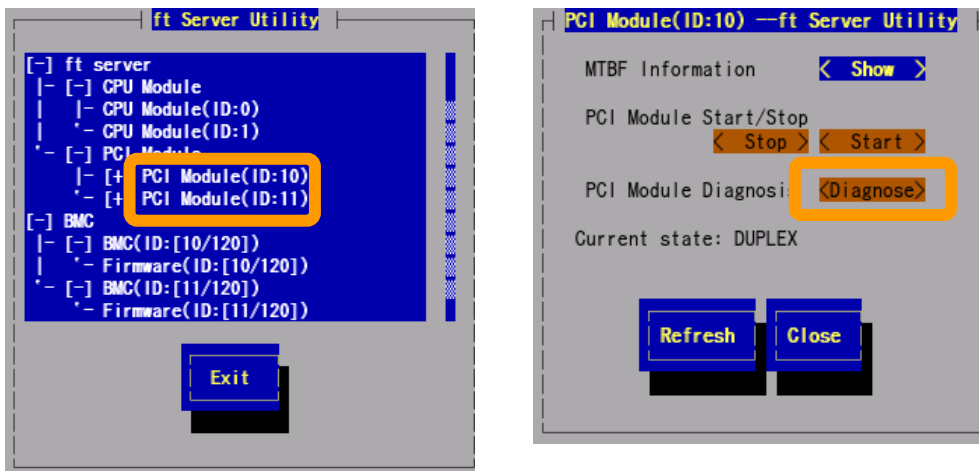 ft Server Utility
[-] ft server
|- [-] CPU Module
| |- CPU Module(ID:0)
| '- CPU Module(ID:1)
'- [-] PCI Module
|- [+ PCI Module(ID:10)
'- [+ PCI Module(ID:11)
[-] BMC
|- [-] BMC(ID:[10/120])
| '- Firmware(ID:[10/120])
'- [-] BMC(ID:[11/120])
'- Firmware(ID:[11/120])
Exit
PCI Module(ID:10) --ft Server Utility
MTBF Information < Show >
PCI Module Start/Stop
< Stop > < Start >
PCI Module Diagnosis <Diagnose>
Current state: DUPLEX
Refresh Close